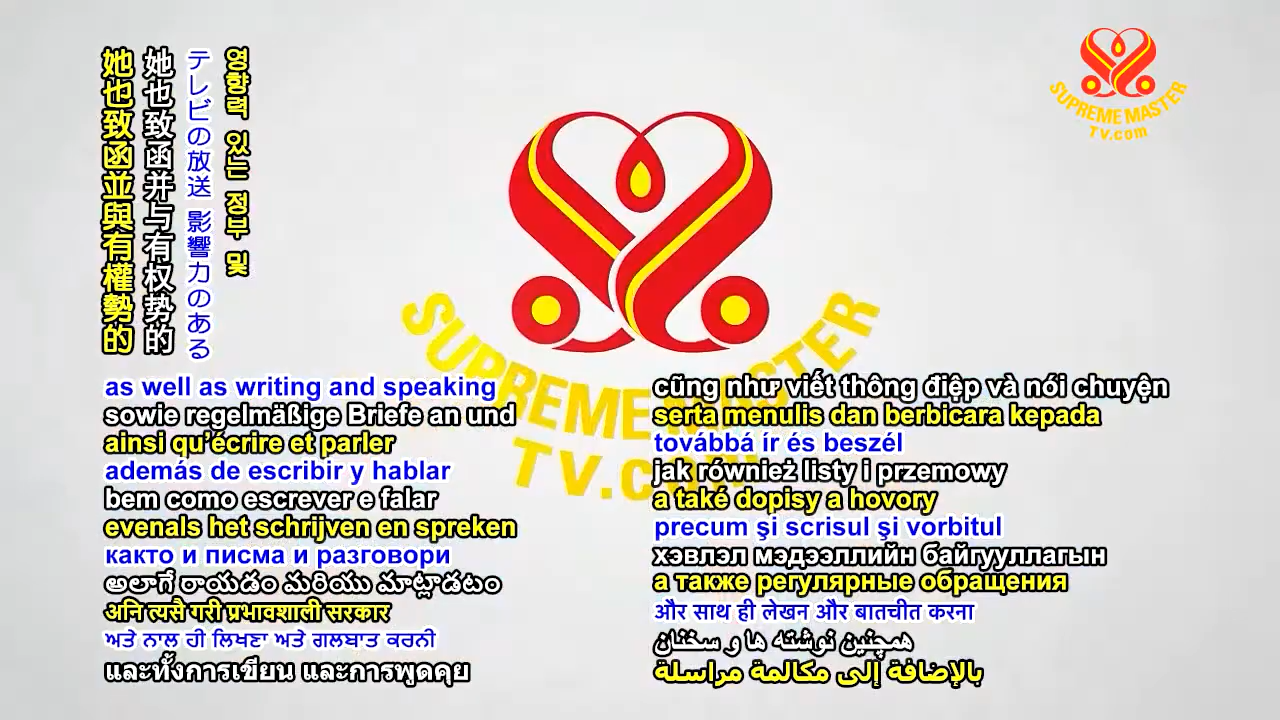 她也致函並與有權勢的
她也致函并与有权势的
テレビの放送 影響力のある
영향력 있는 정부 및
SUPREME MASTER
TV.com
SUPREME MASTER
TV.com
as well as writing and speaking
sowie regelmäßige Briefe an und
ainsi qu’écrire et parler
además de escribir y hablar
bem como escrever e falar
evenals het schrijven en spreken
както и писма и разговори
అలాగే రాయడం మరియు మాట్లాడటం
अनि त्यसै गरी प्रभावशाली सरकार
ਅਤੇ ਨਾਲ ਹੀ ਲਿਖਣਾ ਅਤੇ ਗਲਬਾਤ ਕਰਨੀ
และทั้งการเขียน และการพูดคุย
cũng như viết thông điệp và nói chuyện
serta menulis dan berbicara kepada
továbbá ír és beszél
jak również listy i przemowy
a také dopisy a hovory
precum şi scrisul şi vorbitul
хэвлэл мэдээллийн байгууллагын
а также регулярные обращения
और साथ ही लेखन और बातचीत करना
همچنین نوشته ها و سخنان
بالإضافة إلى مكالمة مراسلة